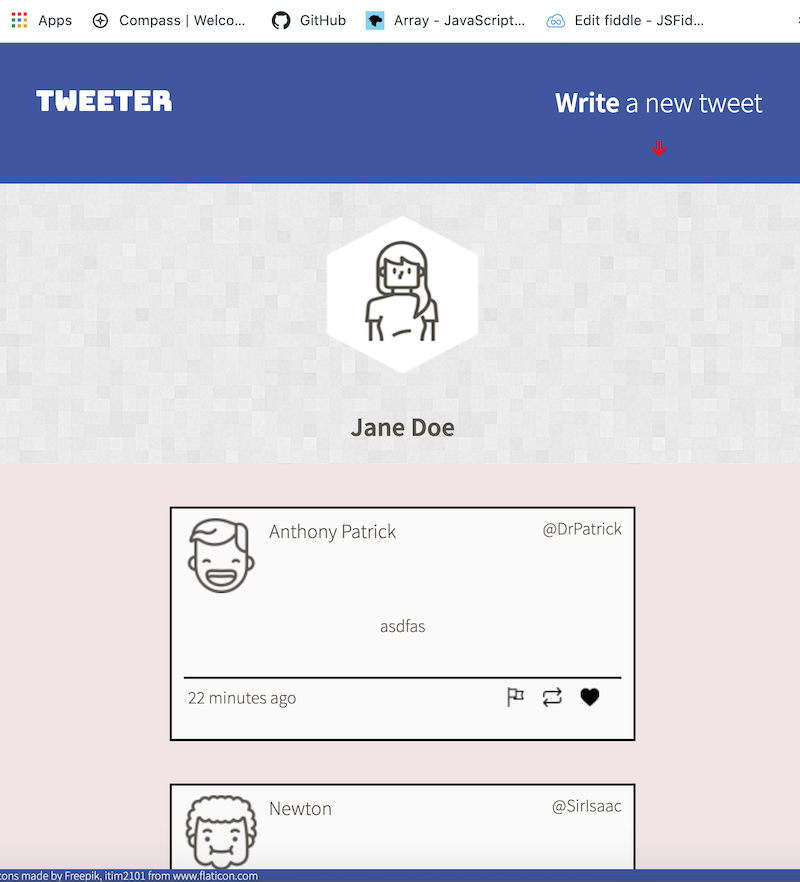 Apps Compass | Welco... GitHub Array - JavaScript... Edit fiddle - JSFid...
TWEETER
Write a new tweet
Jane Doe
Anthony Patrick @DrPatrick
asdfas
22 minutes ago
Newton @SirIsaac
cons made by Freepik, itim2101 from www.flaticon.com